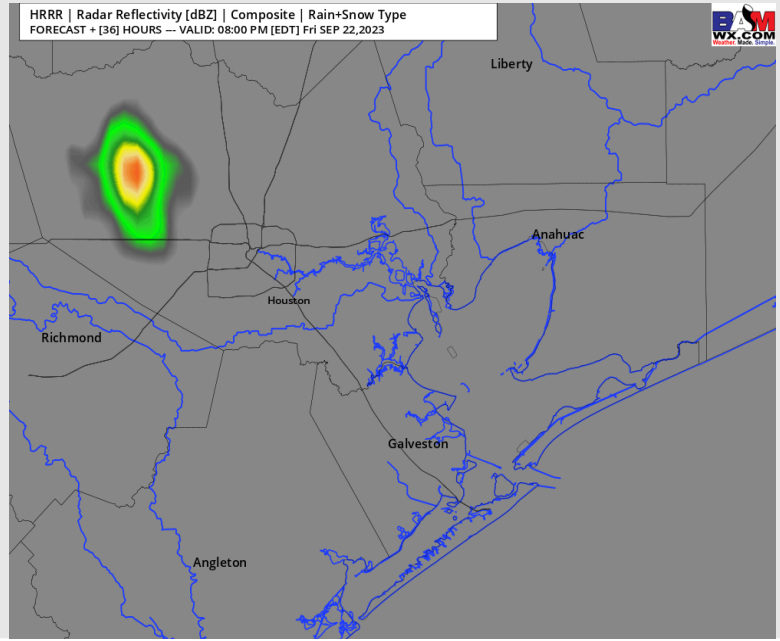 HRRR | Radar Reflectivity [dBZ] | Composite | Rain+Snow Type
FORECAST + [36] HOURS --- VALID: 08:00 PM [EDT] Fri SEP 22,2023
BAM
WX.COM
Weather. Made. Simple.
Liberty
Anahuac
Houston
Richmond
Galveston
Angleton